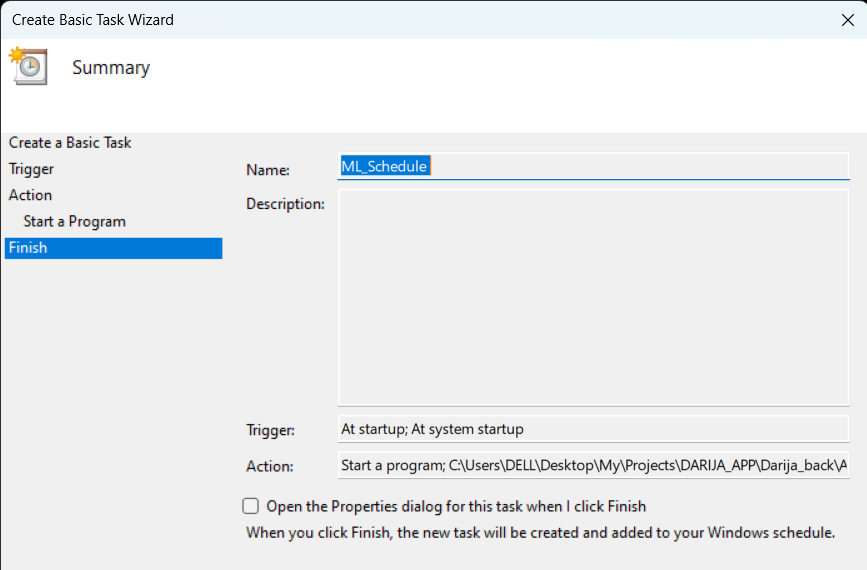 Create Basic Task Wizard
Summary
Create a Basic Task
Trigger
Action
Start a Program
Finish
Name: ML_Schedule
Description:
Trigger: At startup; At system startup
Action: Start a program; C:\Users\DELL\Desktop\My\Projects\DARIJA_APP\Darija_back\A
Open the Properties dialog for this task when I click Finish
When you click Finish, the new task will be created and added to your Windows schedule.